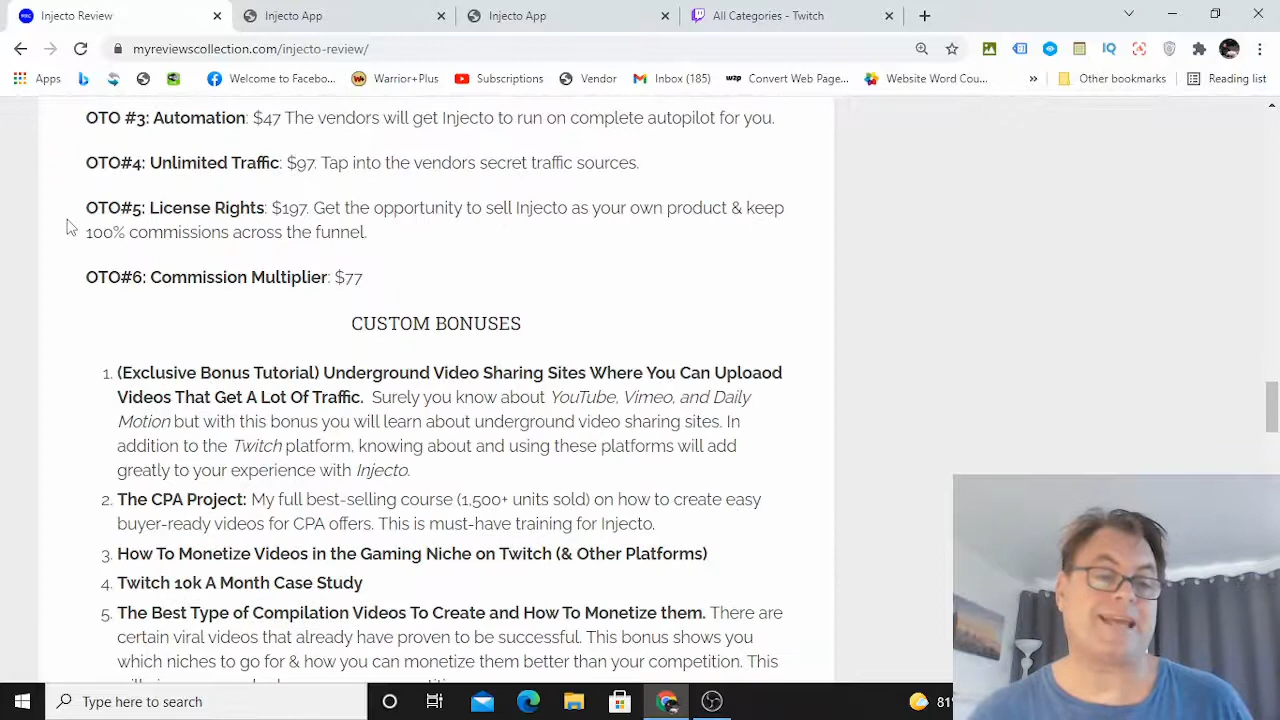 Injecto Review
Injecto App
Injecto App
All Categories - Twitch
myreviewscollection.com/injecto-review/
Apps
Welcome to Facebo...
Warrior+Plus
Subscriptions
Vendor
Inbox (185)
Convert Web Page...
Website Word Cou...
»
Other bookmarks
Reading list
OTO #3: Automation: $47 The vendors will get Injecto to run on complete autopilot for you.
OTO#4: Unlimited Traffic: $97. Tap into the vendors secret traffic sources.
OTO#5: License Rights: $197. Get the opportunity to sell Injecto as your own product & keep
100% commissions across the funnel.
OTO#6: Commission Multiplier: $77
CUSTOM BONUSES
1. (Exclusive Bonus Tutorial) Underground Video Sharing Sites Where You Can Uploaod
Videos That Get A Lot Of Traffic. Surely you know about YouTube, Vimeo, and Daily
Motion but with this bonus you will learn about underground video sharing sites. In
addition to the Twitch platform, knowing about and using these platforms will add
greatly to your experience with Injecto.
2. The CPA Project: My full best-selling course (1,500+ units sold) on how to create easy
buyer-ready videos for CPA offers. This is must-have training for Injecto.
3. How To Monetize Videos in the Gaming Niche on Twitch (& Other Platforms)
4. Twitch 10k A Month Case Study
5. The Best Type of Compilation Videos To Create and How To Monetize them. There are
certain viral videos that already have proven to be successful. This bonus shows you
which niches to go for & how you can monetize them better than your competition. This
Type here to search